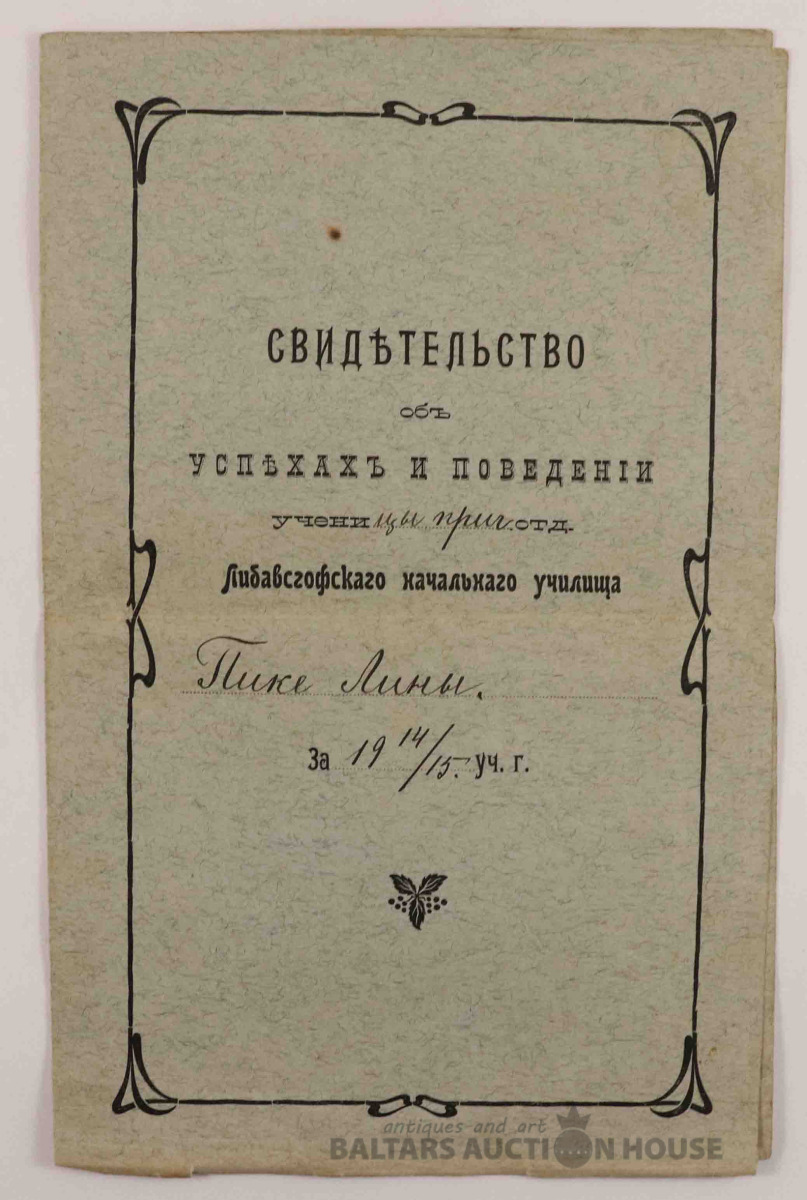 СВИДѢТЕЛЬСТВО
объ
УСПѢХАХЪ И ПОВЕДЕНІИ
ученицы приг. отд.
Либавсгофскаго начальнаго училища
Пике Лины.
За 19 14/15. уч. г.
antiques and art
BALTARS AUCTION HOUSE